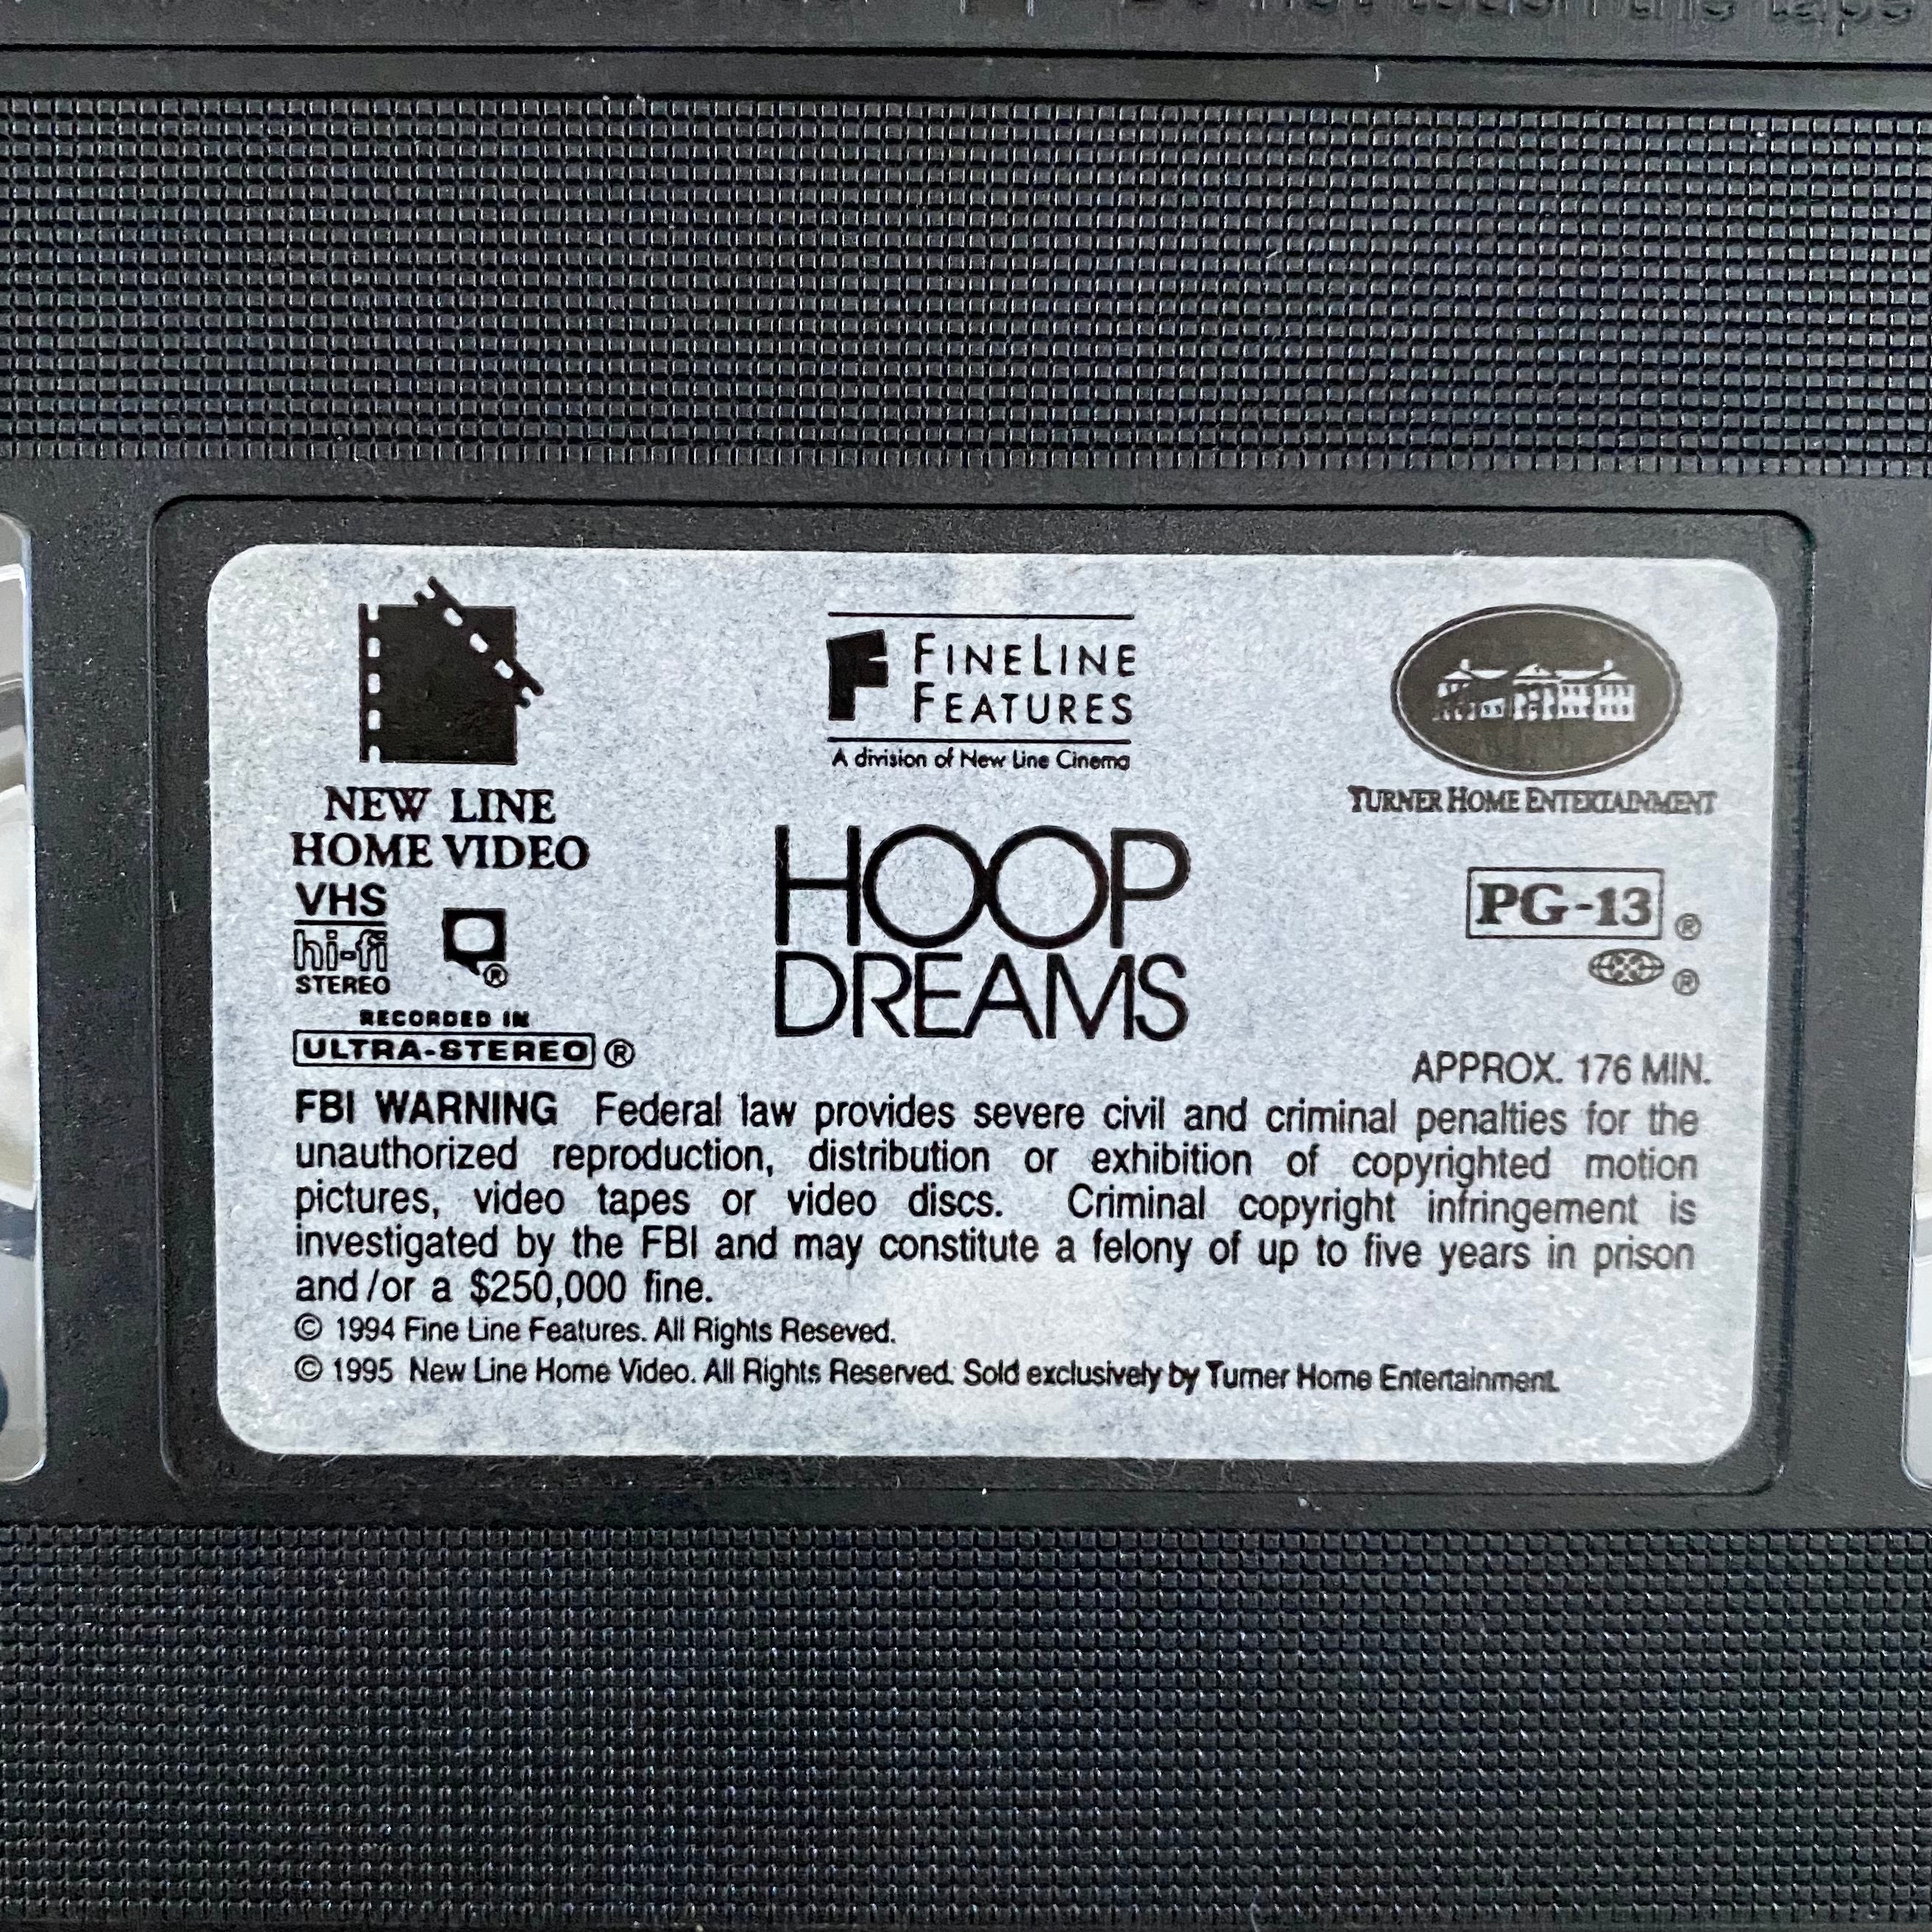 Do not touch the tape
NEW LINE
HOME VIDEO
FINELINE
FEATURES
A division of New Line Cinema
TURNER HOME ENTERTAINMENT
VHS
hi-fi
STEREO
®
RECORDED IN
ULTRA-STEREO ®
HOOP
DREAMS
PG-13 ®
®
APPROX. 176 MIN.
FBI WARNING Federal law provides severe civil and criminal penalties for the
unauthorized reproduction, distribution or exhibition of copyrighted motion
pictures, video tapes or video discs. Criminal copyright infringement is
investigated by the FBI and may constitute a felony of up to five years in prison
and/or a $250,000 fine.
© 1994 Fine Line Features. All Rights Reseved.
© 1995 New Line Home Video. All Rights Reserved. Sold exclusively by Turner Home Entertainment.